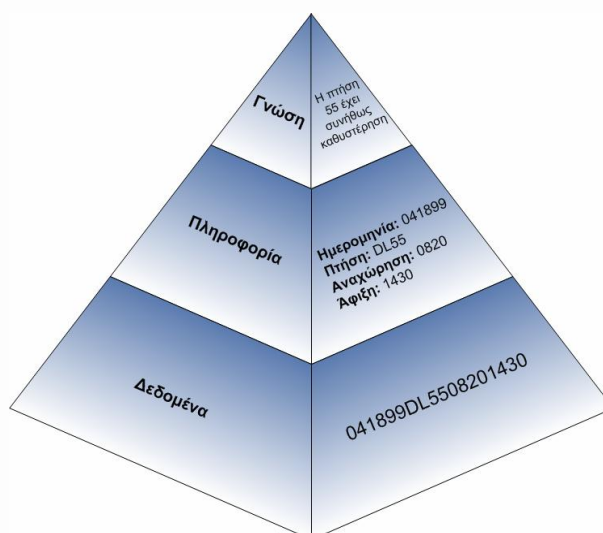 Γνώση
Η πτήση
55 έχει
συνήθως
καθυστέρηση
Πληροφορία
Ημερομηνία: 041899
Πτήση: DL55
Αναχώρηση: 0820
Άφιξη: 1430
Δεδομένα
041899DL5508201430